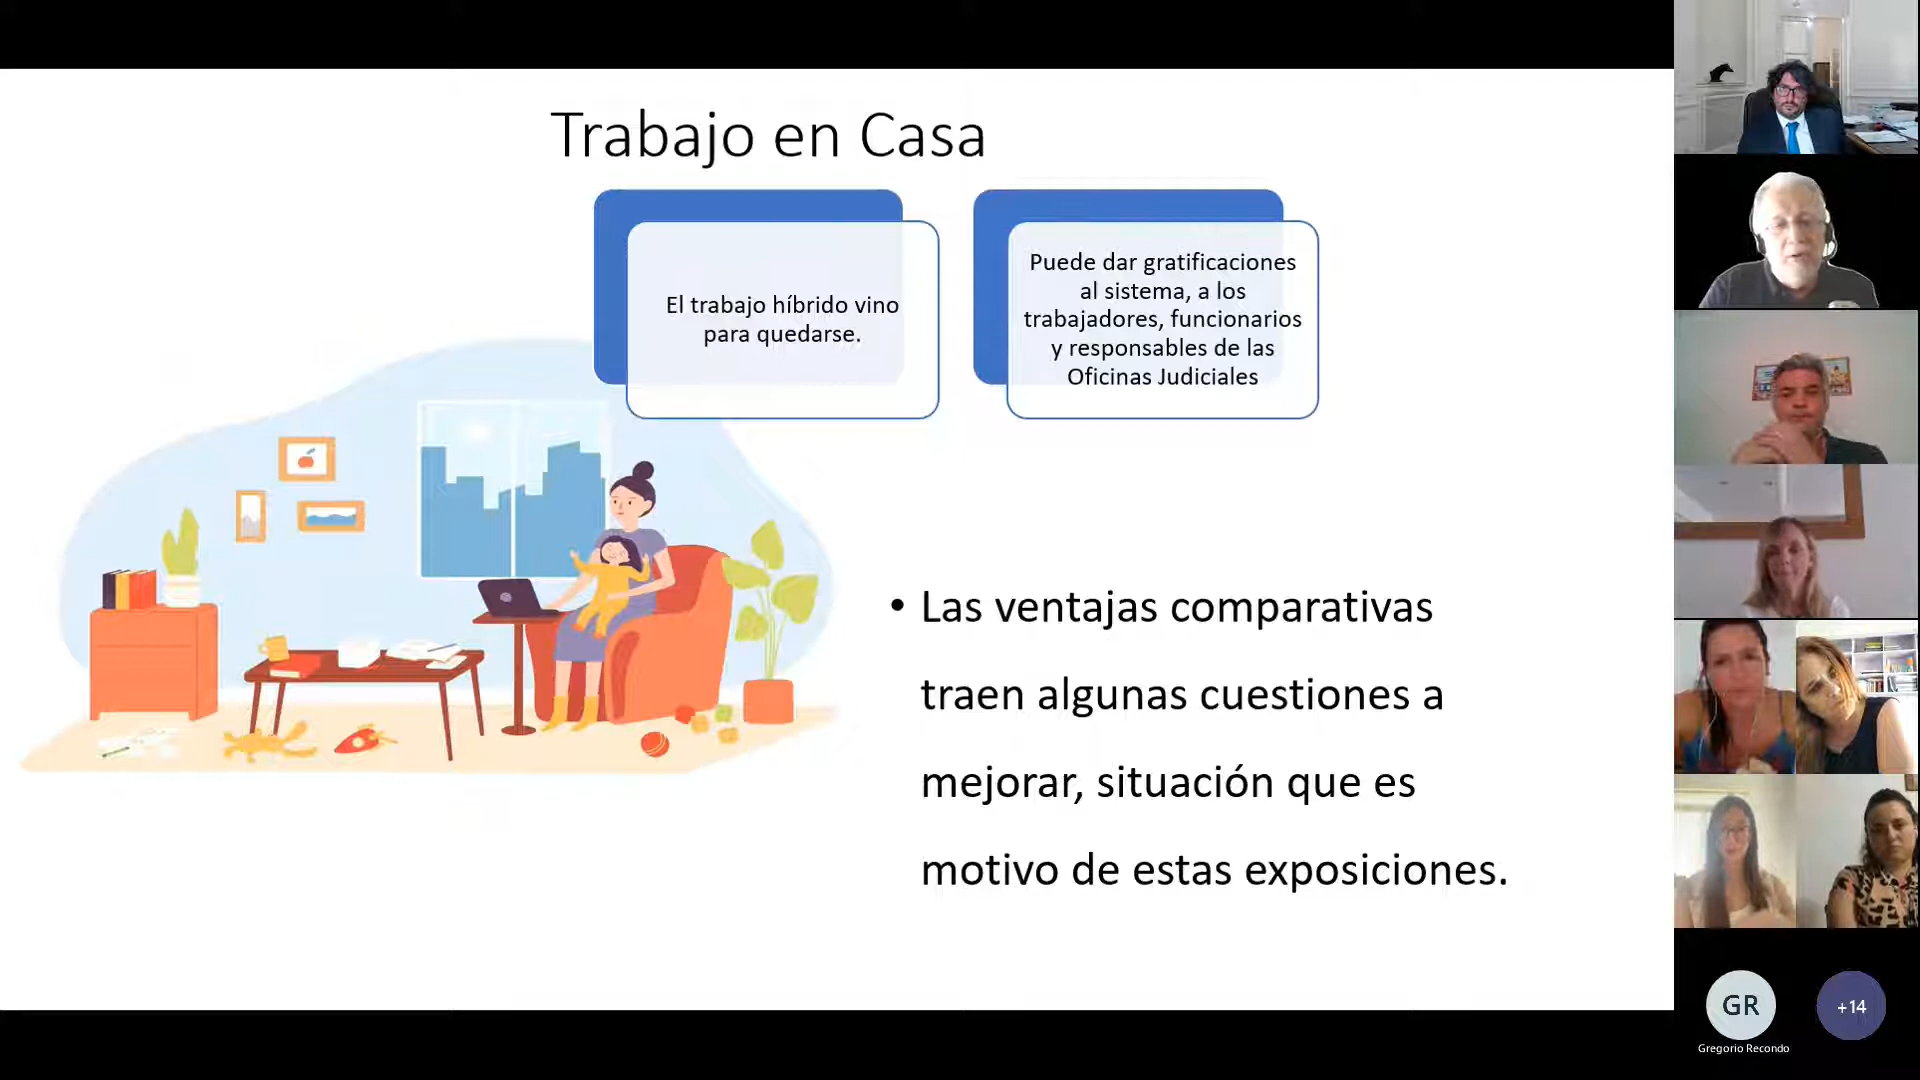 Trabajo en Casa
El trabajo híbrido vino
para quedarse.
Puede dar gratificaciones
al sistema, a los
trabajadores, funcionarios
y responsables de las
Oficinas Judiciales
• Las ventajas comparativas
traen algunas cuestiones a
mejorar, situación que es
motivo de estas exposiciones.
GR
+14
Gregorio Recondo